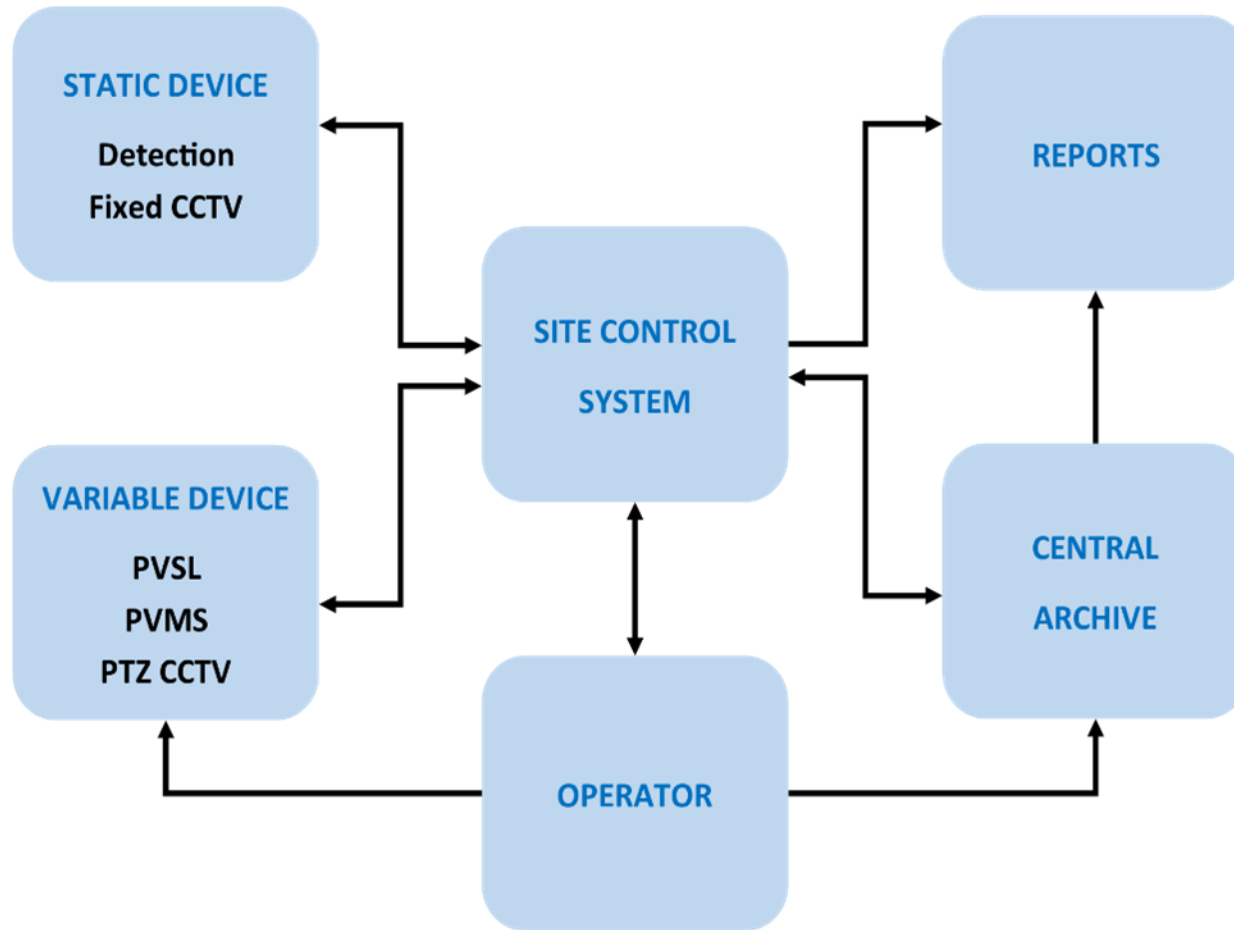 STATIC DEVICE
Detection
Fixed CCTV
REPORTS
SITE CONTROL
SYSTEM
VARIABLE DEVICE
PVSL
PVMS
PTZ CCTV
CENTRAL
ARCHIVE
OPERATOR